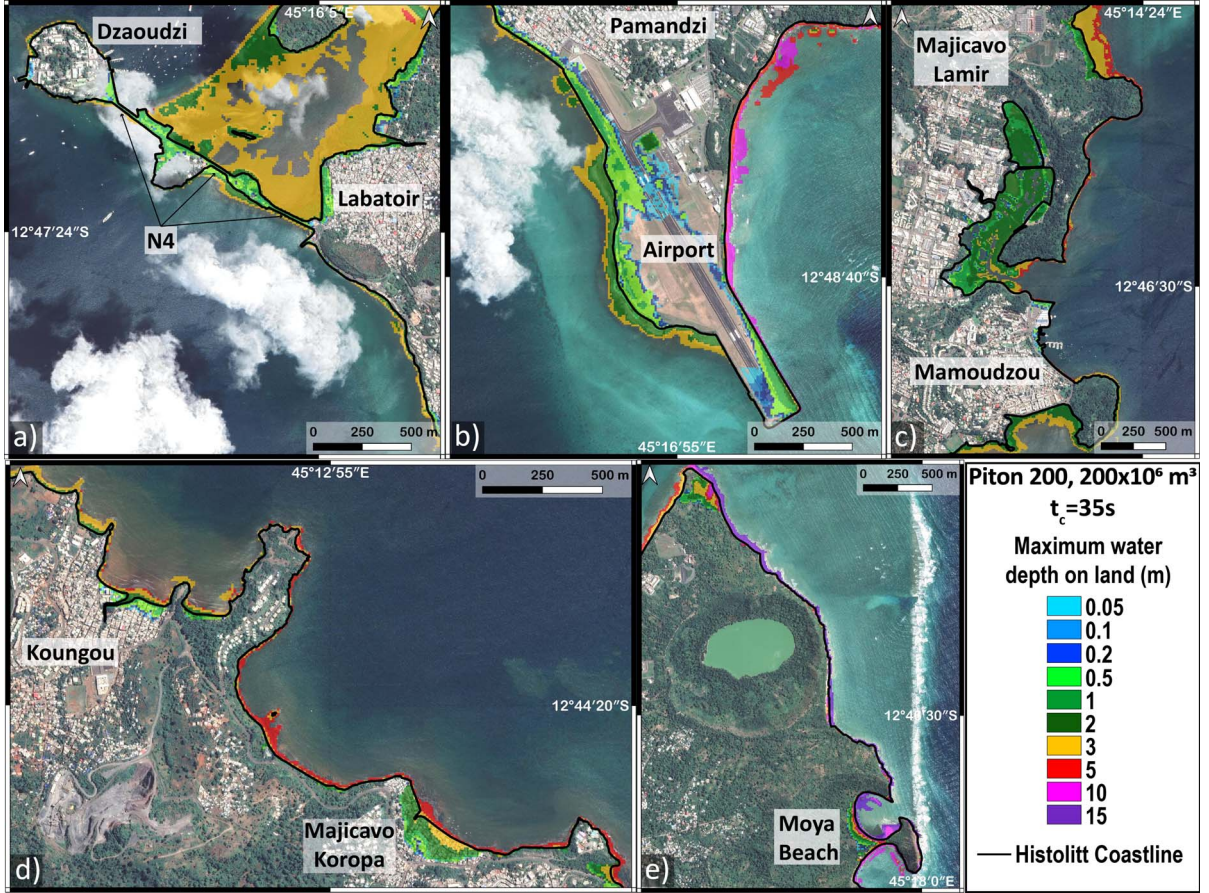 45°16′5″E
Dzaoudzi
Labatoir
12°47′24″S
N4
a)
0 250 500 m
Pamandzi
Airport
12°48′40″S
b)
45°16′55″E
0 250 500 m
45°14′24″E
Majicavo
Lamir
12°46′30″S
Mamoudzou
c)
0 250 500 m
45°12′55″E
0 250 500 m
Koungou
12°44′20″S
Majicavo
Koropa
d)
0 250 500 m
Moya
Beach
e)
45°18′0″E
Piton 200, 200x10⁶ m³
t꜀=35s
Maximum water
depth on land (m)
0.05
0.1
0.2
0.5
1
2
3
5
10
15
Histolitt Coastline